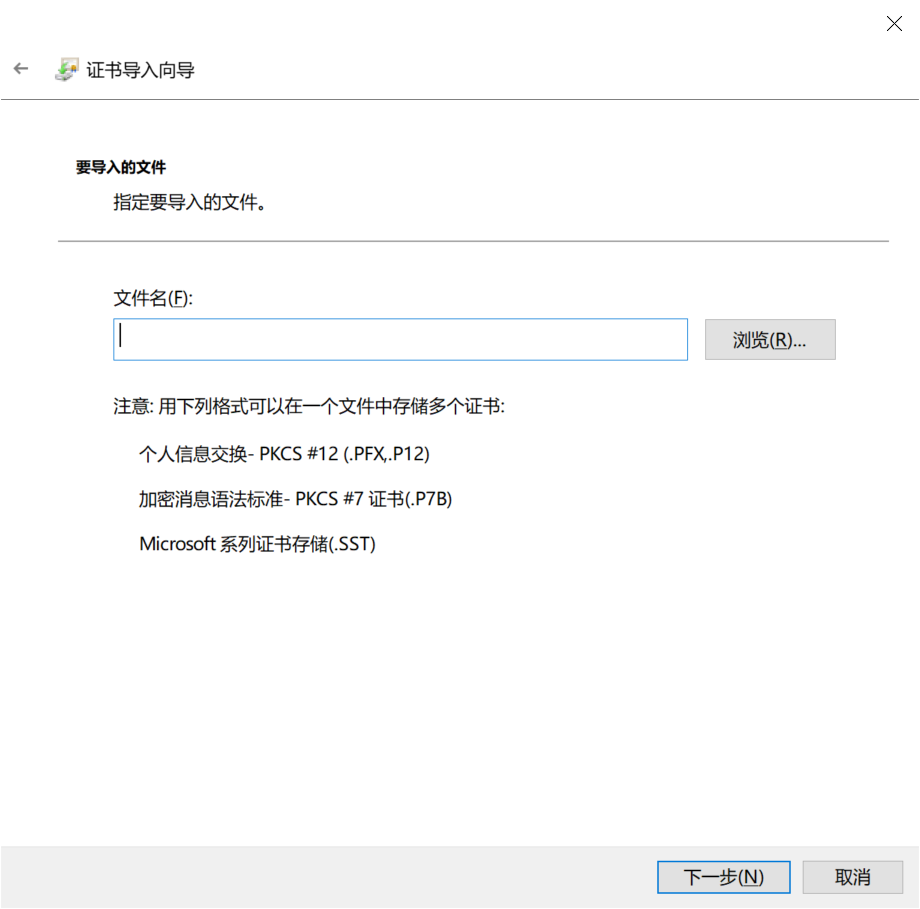 证书导入向导
要导入的文件
指定要导入的文件。
文件名(F):
浏览(R)...
注意: 用下列格式可以在一个文件中存储多个证书:
个人信息交换- PKCS #12 (.PFX,.P12)
加密消息语法标准- PKCS #7 证书(.P7B)
Microsoft 系列证书存储(.SST)
下一步(N)
取消